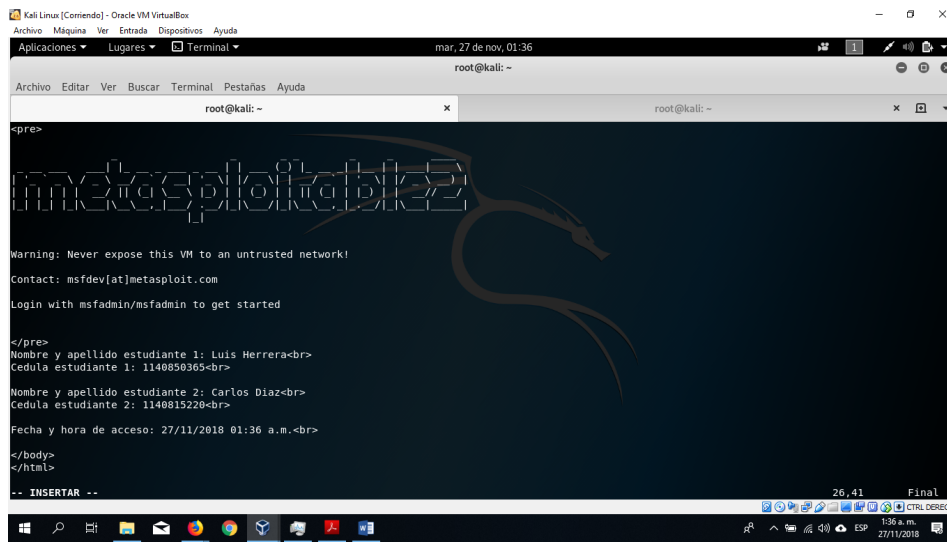 Kali Linux [Corriendo] - Oracle VM VirtualBox
Archivo Máquina Ver Entrada Dispositivos Ayuda
Aplicaciones Lugares Terminal mar, 27 de nov, 01:36 1
root@kali: ~
Archivo Editar Ver Buscar Terminal Pestañas Ayuda
root@kali: ~ × root@kali: ~ ×
<pre>
metasploitable2
Warning: Never expose this VM to an untrusted network!
Contact: msfdev[at]metasploit.com
Login with msfadmin/msfadmin to get started
</pre>
Nombre y apellido estudiante 1: Luis Herrera<br>
Cedula estudiante 1: 1140850365<br>
Nombre y apellido estudiante 2: Carlos Diaz<br>
Cedula estudiante 2: 1140815220<br>
Fecha y hora de acceso: 27/11/2018 01:36 a.m.<br>
</body>
</html>
-- INSERTAR -- 26,41 Final
CTRL DEREC
ESP 1:36 a. m.
27/11/2018